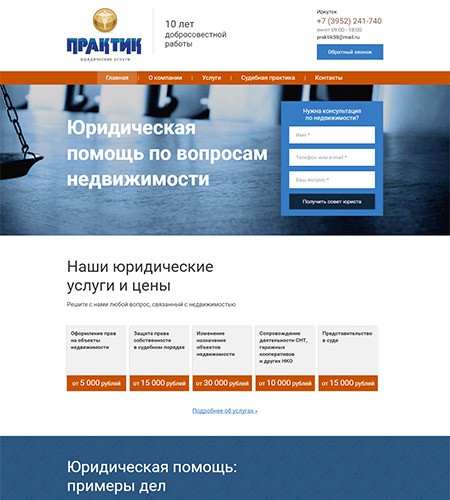 ПРАКТИК
юридические услуги
10 лет
добросовестной
работы
Иркутск
+7 (3952) 241-740
пн-пт 09:00 - 18:00
praktik38@mail.ru
Обратный звонок
Главная
О компании
Услуги
Судебная практика
Контакты
Юридическая
помощь по вопросам
недвижимости
Нужна консультация
по недвижимости?
Имя *
Телефон или e-mail *
Ваш вопрос *
Получить совет юриста
Наши юридические
услуги и цены
Решите с нами любой вопрос, связанный с недвижимостью
Оформление прав
на объекты
недвижимости
от 5 000 рублей
Защита права
собственности
в судебном порядке
от 15 000 рублей
Изменение
назначения
объектов
недвижимости
от 30 000 рублей
Сопровождение
деятельности СНТ,
гаражных
кооперативов
и других НКО
от 10 000 рублей
Представительство
в суде
от 15 000 рублей
Подробнее об услугах »
Юридическая помощь:
примеры дел